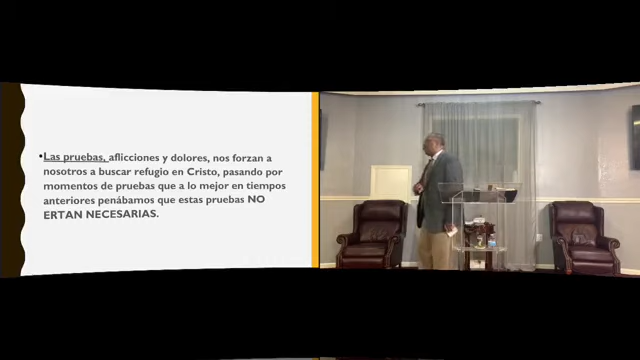 •Las pruebas, aflicciones y dolores, nos forzan a
nosotros a buscar refugio en Cristo, pasando por
momentos de pruebas que a lo mejor en tiempos
anteriores penábamos que estas pruebas NO
ERTAN NECESARIAS.